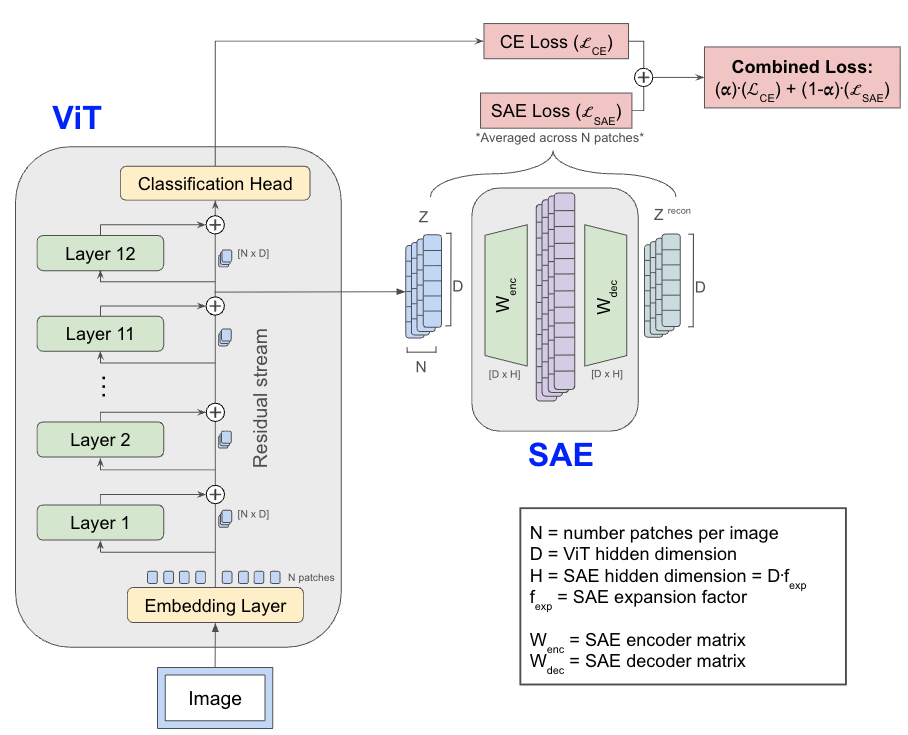 CE Loss (ℒCE)
Combined Loss:
(α)·(ℒCE) + (1-α)·(ℒSAE)
SAE Loss (ℒSAE)
*Averaged across N patches*
ViT
Classification Head
Layer 12
[N x D]
Layer 11
Residual stream
Layer 2
Layer 1
[N x D]
N patches
Embedding Layer
Image
Z
D
N
Wenc
[D x H]
Wdec
[D x H]
Z recon
D
SAE
N = number patches per image
D = ViT hidden dimension
H = SAE hidden dimension = D·fexp
fexp = SAE expansion factor
Wenc = SAE encoder matrix
Wdec = SAE decoder matrix